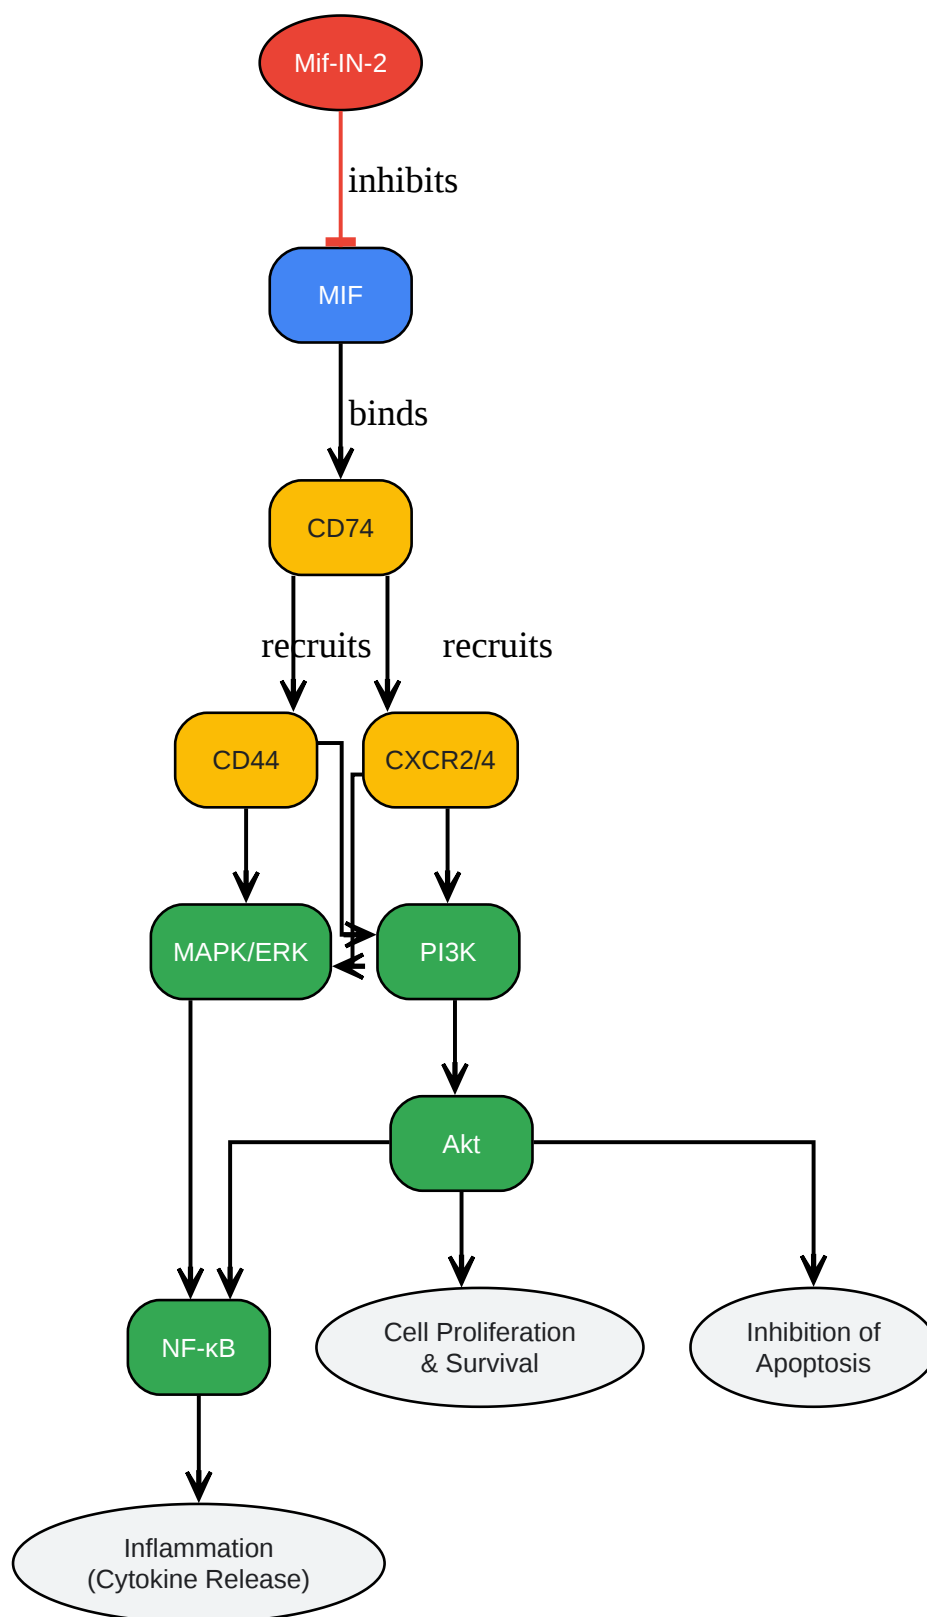 Mif-IN-2
inhibits
MIF
binds
CD74
recruits
recruits
CD44
CXCR2/4
MAPK/ERK
PI3K
Akt
NF-κB
Cell Proliferation
& Survival
Inhibition of
Apoptosis
Inflammation
(Cytokine Release)